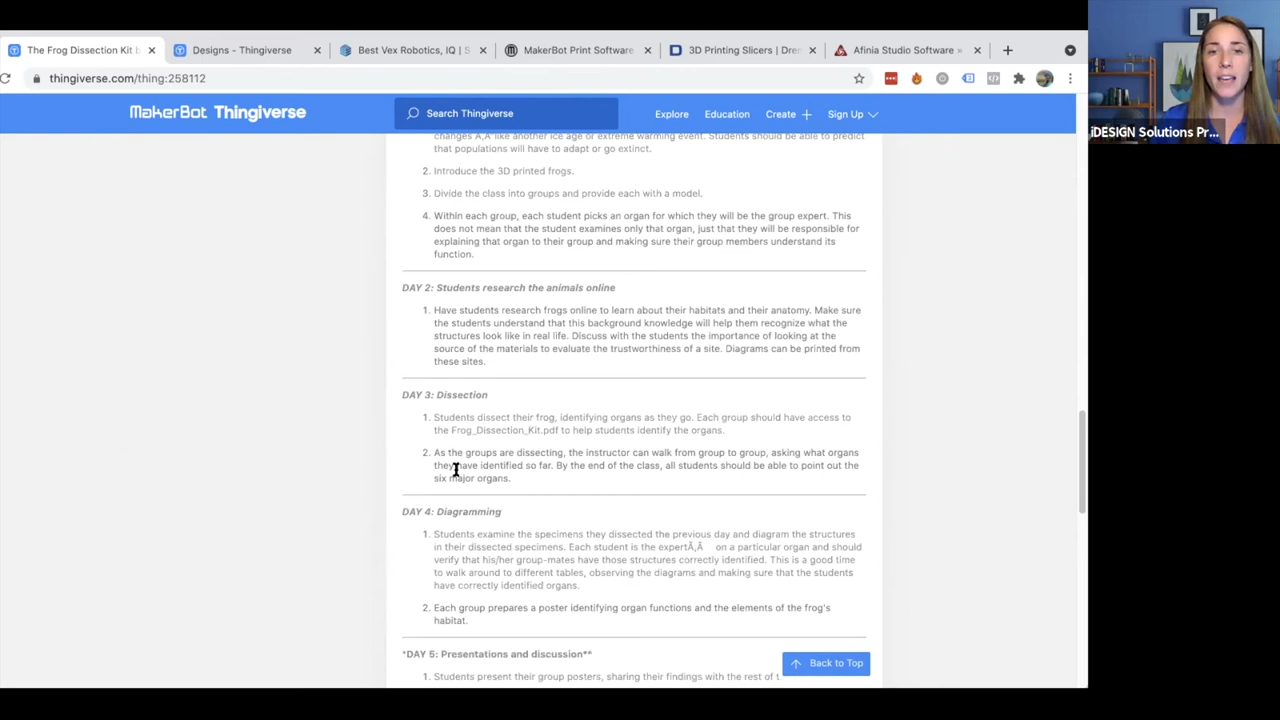 The Frog Dissection Kit b
Designs - Thingiverse
Best Vex Robotics, IQ | S
MakerBot Print Software
3D Printing Slicers | Drem
Afinia Studio Software »
thingiverse.com/thing:258112
MakerBot Thingiverse
Search Thingiverse
Explore
Education
Create
Sign Up
iDESIGN Solutions Pr...
like another ice age or extreme warming event. Students should be able to predict
that populations will have to adapt or go extinct.
2. Introduce the 3D printed frogs.
3. Divide the class into groups and provide each with a model.
4. Within each group, each student picks an organ for which they will be the group expert. This
does not mean that the student examines only that organ, just that they will be responsible for
explaining that organ to their group and making sure their group members understand its
function.
DAY 2: Students research the animals online
1. Have students research frogs online to learn about their habitats and their anatomy. Make sure
the students understand that this background knowledge will help them recognize what the
structures look like in real life. Discuss with the students the importance of looking at the
source of the materials to evaluate the trustworthiness of a site. Diagrams can be printed from
these sites.
DAY 3: Dissection
1. Students dissect their frog, identifying organs as they go. Each group should have access to
the Frog_Dissection_Kit.pdf to help students identify the organs.
2. As the groups are dissecting, the instructor can walk from group to group, asking what organs
they have identified so far. By the end of the class, all students should be able to point out the
six major organs.
DAY 4: Diagramming
1. Students examine the specimens they dissected the previous day and diagram the structures
in their dissected specimens. Each student is the expertÃ‚Â on a particular organ and should
verify that his/her group-mates have those structures correctly identified. This is a good time
to walk around to different tables, observing the diagrams and making sure that the students
have correctly identified organs.
2. Each group prepares a poster identifying organ functions and the elements of the frog's
habitat.
*DAY 5: Presentations and discussion**
Back to Top
1. Students present their group posters, sharing their findings with the rest of t